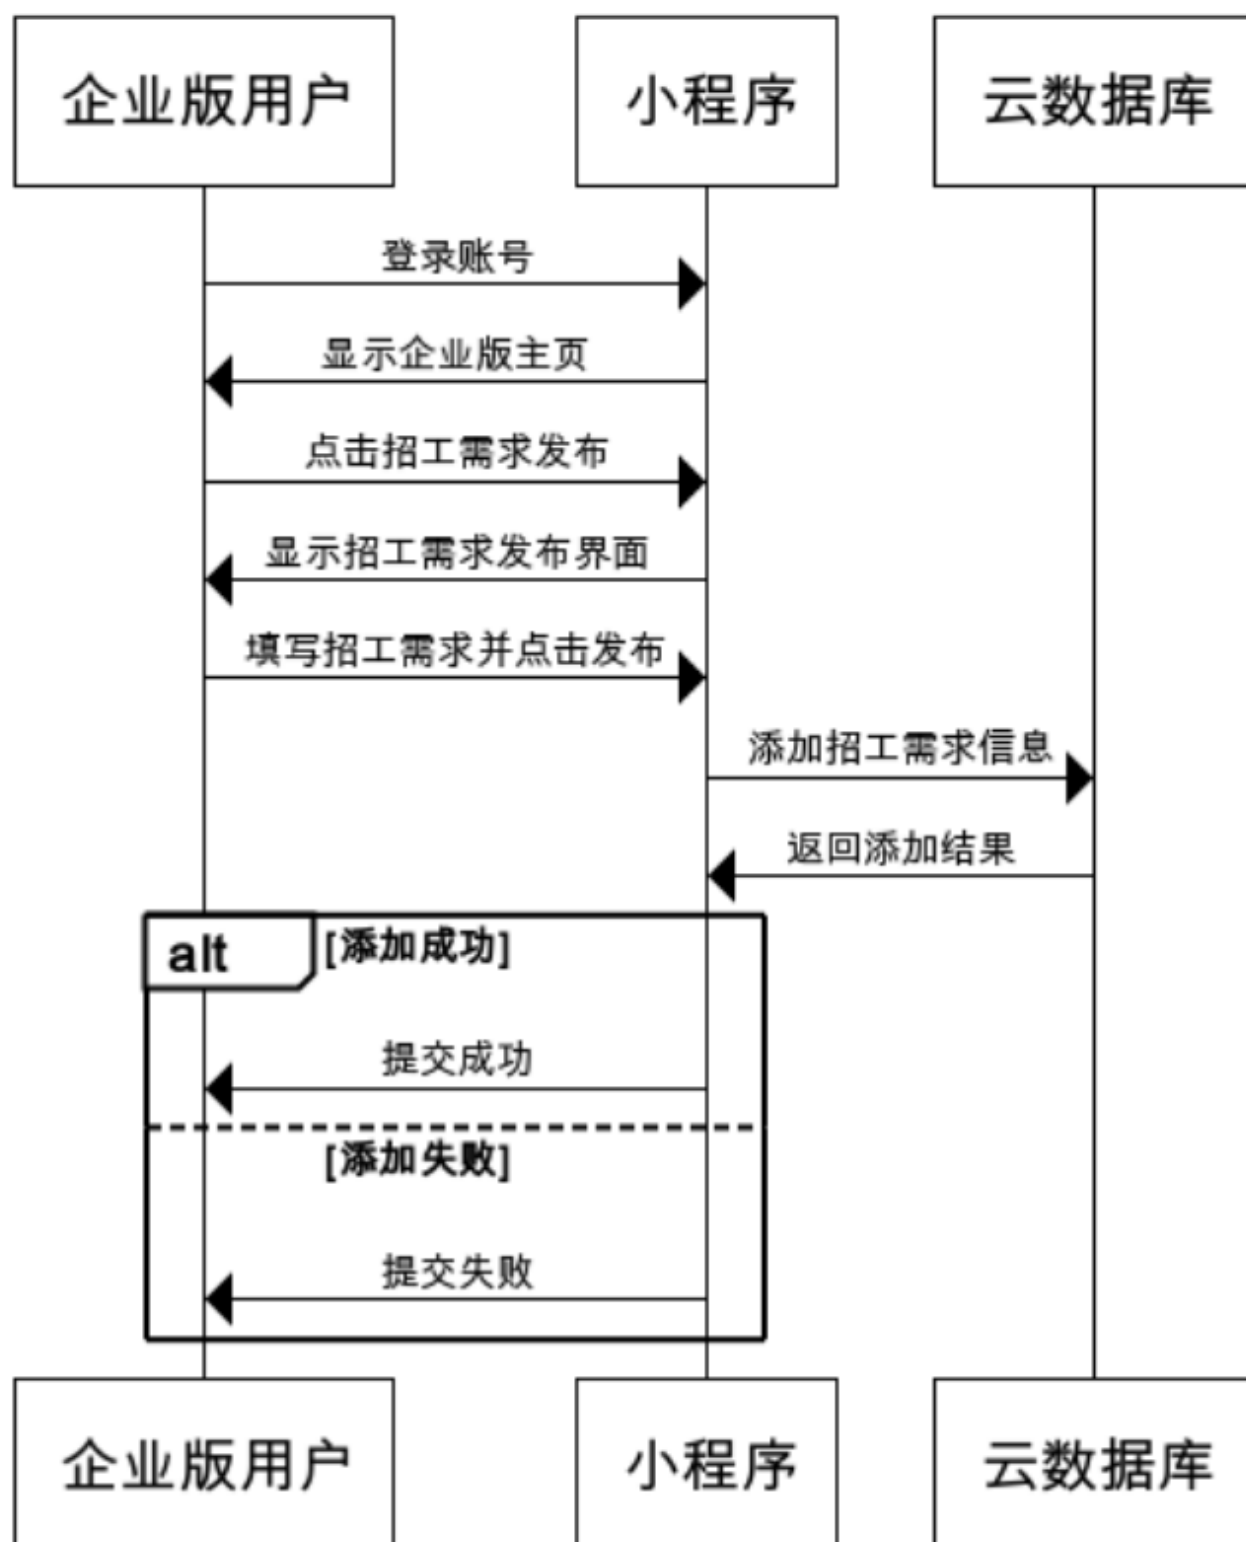 企业版用户 小程序 云数据库
登录账号
显示企业版主页
点击招工需求发布
显示招工需求发布界面
填写招工需求并点击发布
添加招工需求信息
返回添加结果
alt [添加成功]
提交成功
[添加失败]
提交失败
企业版用户 小程序 云数据库